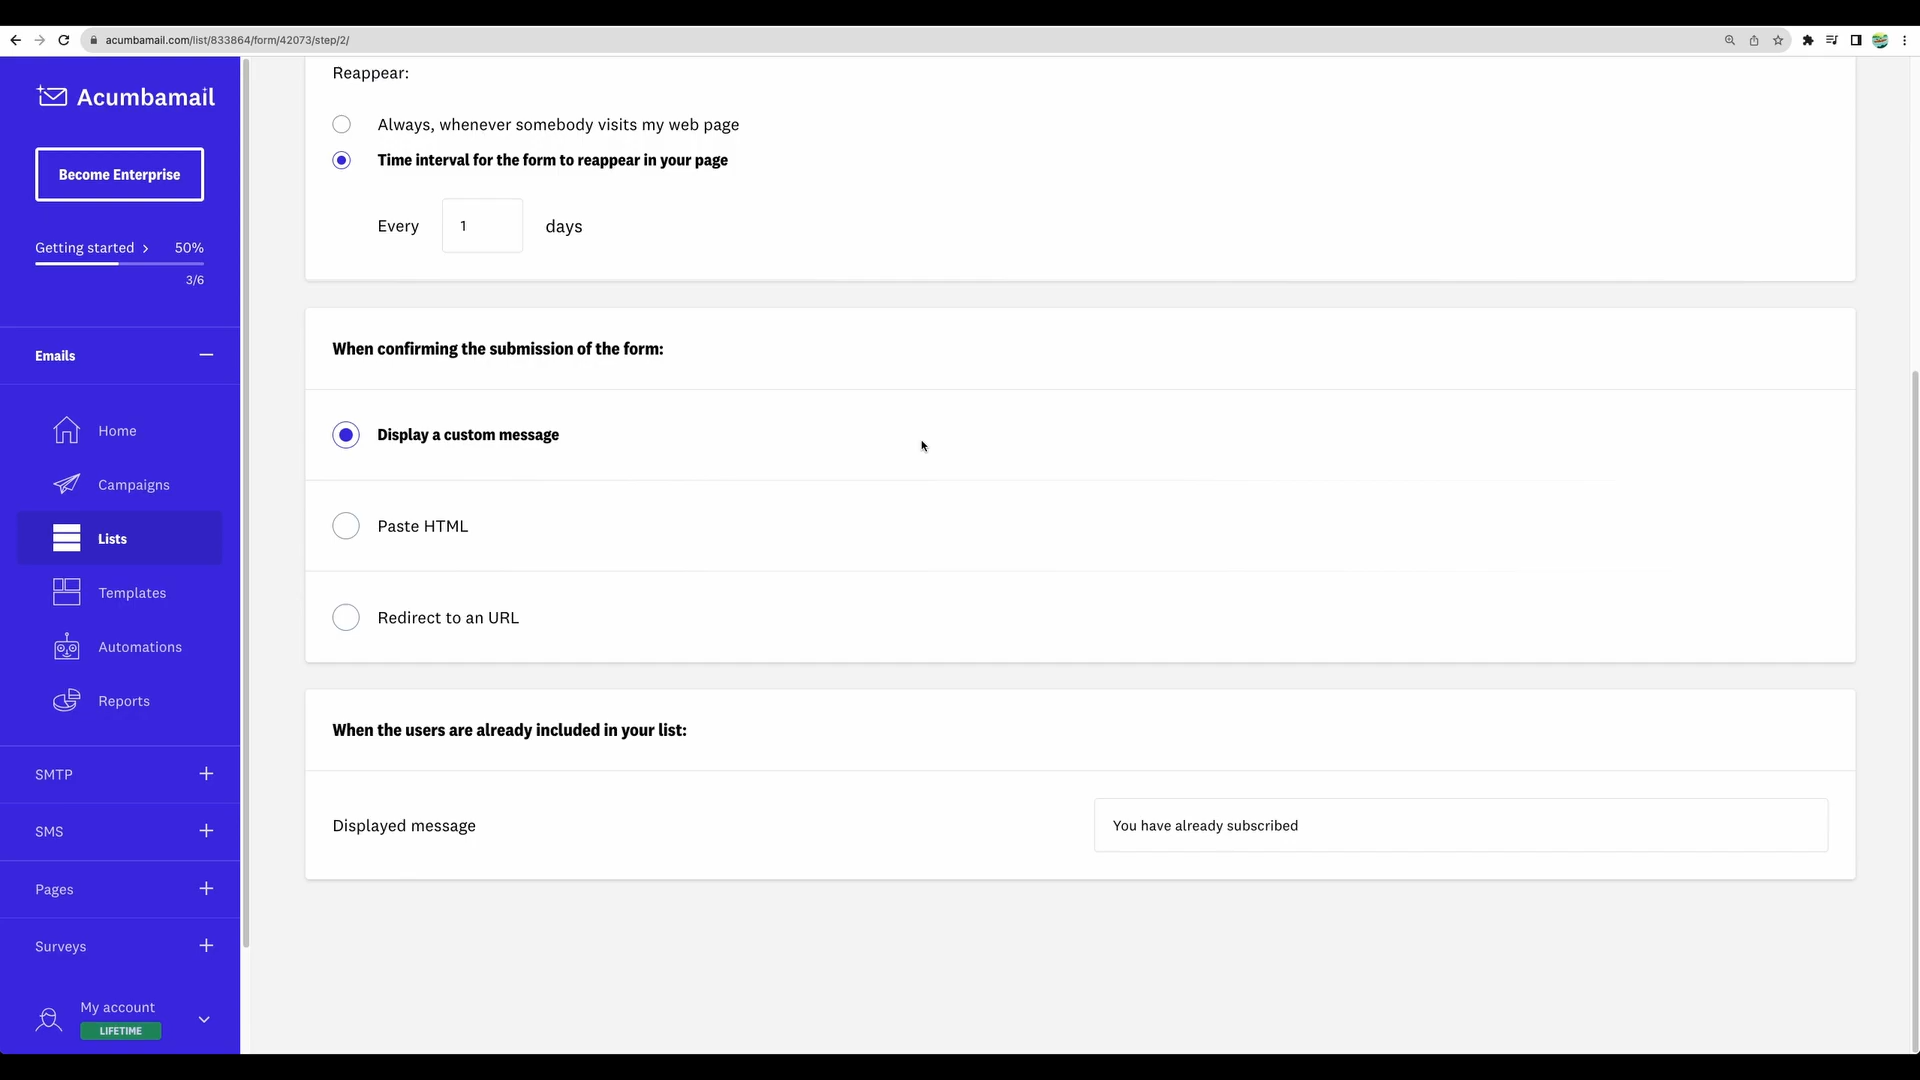 acumbamail.com/list/833864/form/42073/step/2/
Acumbamail
Become Enterprise
Getting started > 50%
3/6
Emails
Home
Campaigns
Lists
Templates
Automations
Reports
SMTP
SMS
Pages
Surveys
My account
LIFETIME
Reappear:
Always, whenever somebody visits my web page
Time interval for the form to reappear in your page
Every 1 days
When confirming the submission of the form:
Display a custom message
Paste HTML
Redirect to an URL
When the users are already included in your list:
Displayed message
You have already subscribed